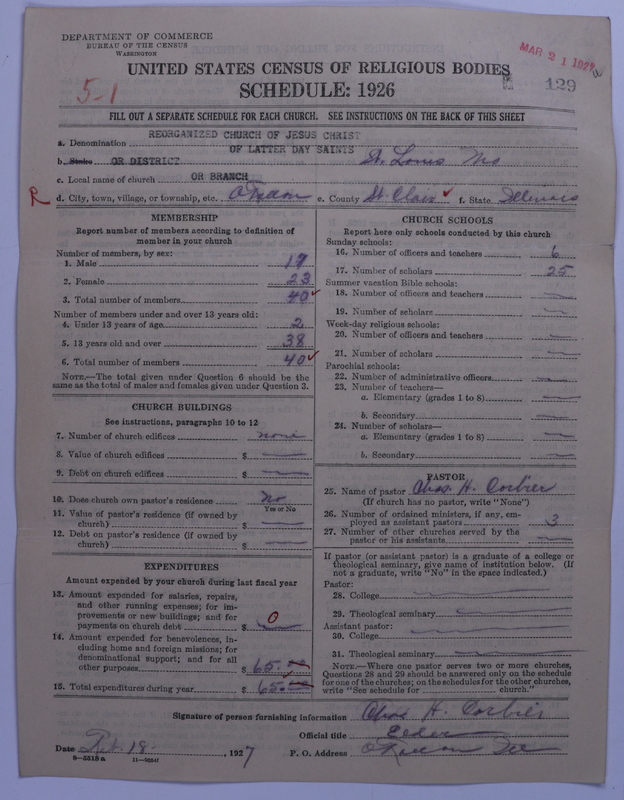 DEPARTMENT OF COMMERCE
BUREAU OF THE CENSUS
WASHINGTON
MAR 21 1927
129
5-1
UNITED STATES CENSUS OF RELIGIOUS BODIES
SCHEDULE: 1926
FILL OUT A SEPARATE SCHEDULE FOR EACH CHURCH. SEE INSTRUCTIONS ON THE BACK OF THIS SHEET
REORGANIZED CHURCH OF JESUS CHRIST
a. Denomination OF LATTER DAY SAINTS
b. State OR DISTRICT St. Louis Mo
c. Local name of church OR BRANCH
R d. City, town, village, or township, etc. O'Fallon e. County St. Clair f. State Illinois
MEMBERSHIP
Report number of members according to definition of
member in your church
Number of members, by sex:
1. Male 17
2. Female 23
3. Total number of members 40
Number of members under and over 13 years old:
4. Under 13 years of age 2
5. 13 years old and over 38
6. Total number of members 40
NOTE.—The total given under Question 6 should be the
same as the total of males and females given under Question 3.
CHURCH BUILDINGS
See instructions, paragraphs 10 to 12
7. Number of church edifices none
8. Value of church edifices $
9. Debt on church edifices $
10. Does church own pastor's residence No
Yes or No
11. Value of pastor's residence (if owned by
church) $
12. Debt on pastor's residence (if owned by
church) $
EXPENDITURES
Amount expended by your church during last fiscal year
13. Amount expended for salaries, repairs,
and other running expenses; for im-
provements or new buildings; and for
payments on church debt $ 0
14. Amount expended for benevolences, in-
cluding home and foreign missions; for
denominational support; and for all
other purposes $ 65.
15. Total expenditures during year $ 65.
CHURCH SCHOOLS
Report here only schools conducted by this church
Sunday schools:
16. Number of officers and teachers 6
17. Number of scholars 25
Summer vacation Bible schools:
18. Number of officers and teachers
19. Number of scholars
Week-day religious schools:
20. Number of officers and teachers
21. Number of scholars
Parochial schools:
22. Number of administrative officers
23. Number of teachers—
a. Elementary (grades 1 to 8)
b. Secondary
24. Number of scholars—
a. Elementary (grades 1 to 8)
b. Secondary
PASTOR
25. Name of pastor Chas. H. Corbier
(If church has no pastor, write "None")
26. Number of ordained ministers, if any, em-
ployed as assistant pastors 3
27. Number of other churches served by the
pastor or his assistants
If pastor (or assistant pastor) is a graduate of a college or
theological seminary, give name of institution below. (If
not a graduate, write "No" in the space indicated.)
Pastor:
28. College
29. Theological seminary
Assistant pastor:
30. College
31. Theological seminary
NOTE.—Where one pastor serves two or more churches,
Questions 28 and 29 should be answered only on the schedule
for one of the churches; on the schedules for the other churches,
write "See schedule for church."
Signature of person furnishing information Chas H. Corbier
Official title Elder
Date 18 1927 P. O. Address O'Fallon Ill
8-5318a 11-9354f